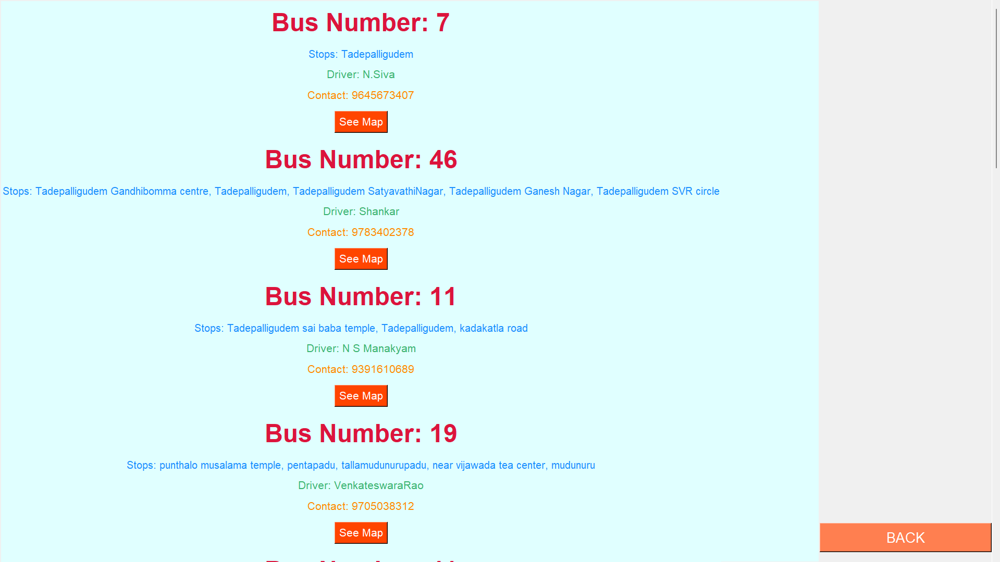 Bus Number: 7
Stops: Tadepalligudem
Driver: N.Siva
Contact: 9645673407
See Map
Bus Number: 46
Stops: Tadepalligudem Gandhibomma centre, Tadepalligudem, Tadepalligudem SatyavathiNagar, Tadepalligudem Ganesh Nagar, Tadepalligudem SVR circle
Driver: Shankar
Contact: 9783402378
See Map
Bus Number: 11
Stops: Tadepalligudem sai baba temple, Tadepalligudem, kadakatla road
Driver: N S Manakyam
Contact: 9391610689
See Map
Bus Number: 19
Stops: punthalo musalama temple, pentapadu, tallamudunurupadu, near vijawada tea center, mudunuru
Driver: VenkateswaraRao
Contact: 9705038312
See Map
BACK